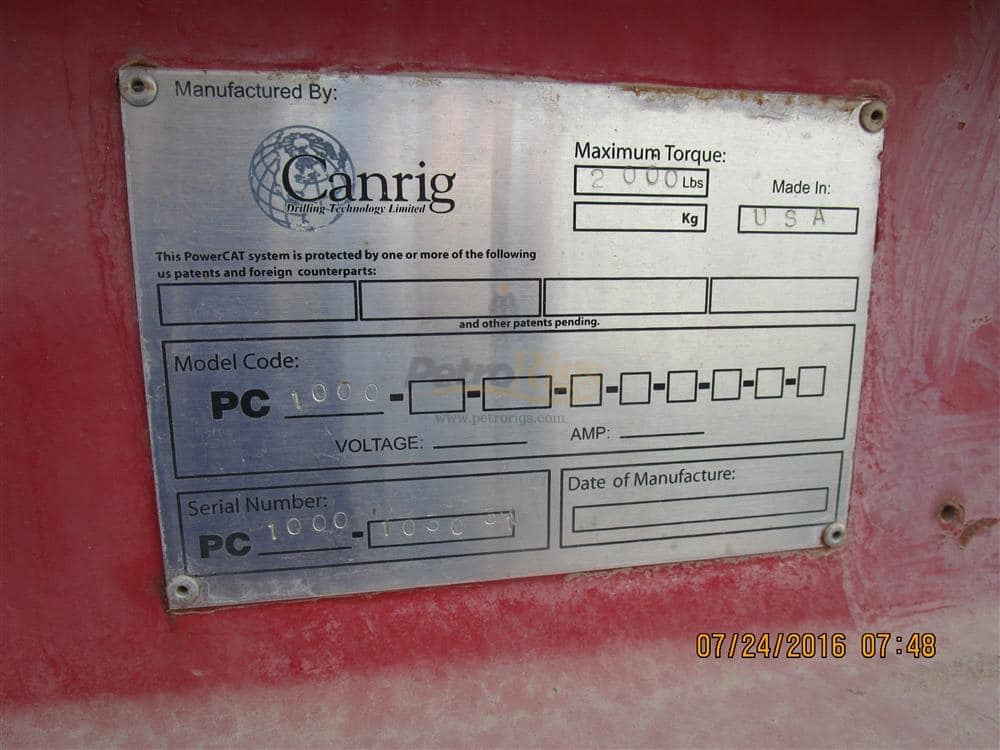 Manufactured By:
Canrig
Drilling Technology Limited
Maximum Torque:
2000 Lbs
Kg
Made In:
USA
This PowerCAT system is protected by one or more of the following
us patents and foreign counterparts:
and other patents pending.
Model Code:
PC 1000 - - - - - - - -
VOLTAGE:
AMP:
PetroRigs
www.petrorigs.com
Serial Number:
PC 1000 -
Date of Manufacture:
07/24/2016 07:48